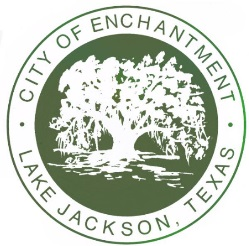 CITY OF ENCHANTMENT
LAKE JACKSON, TEXAS